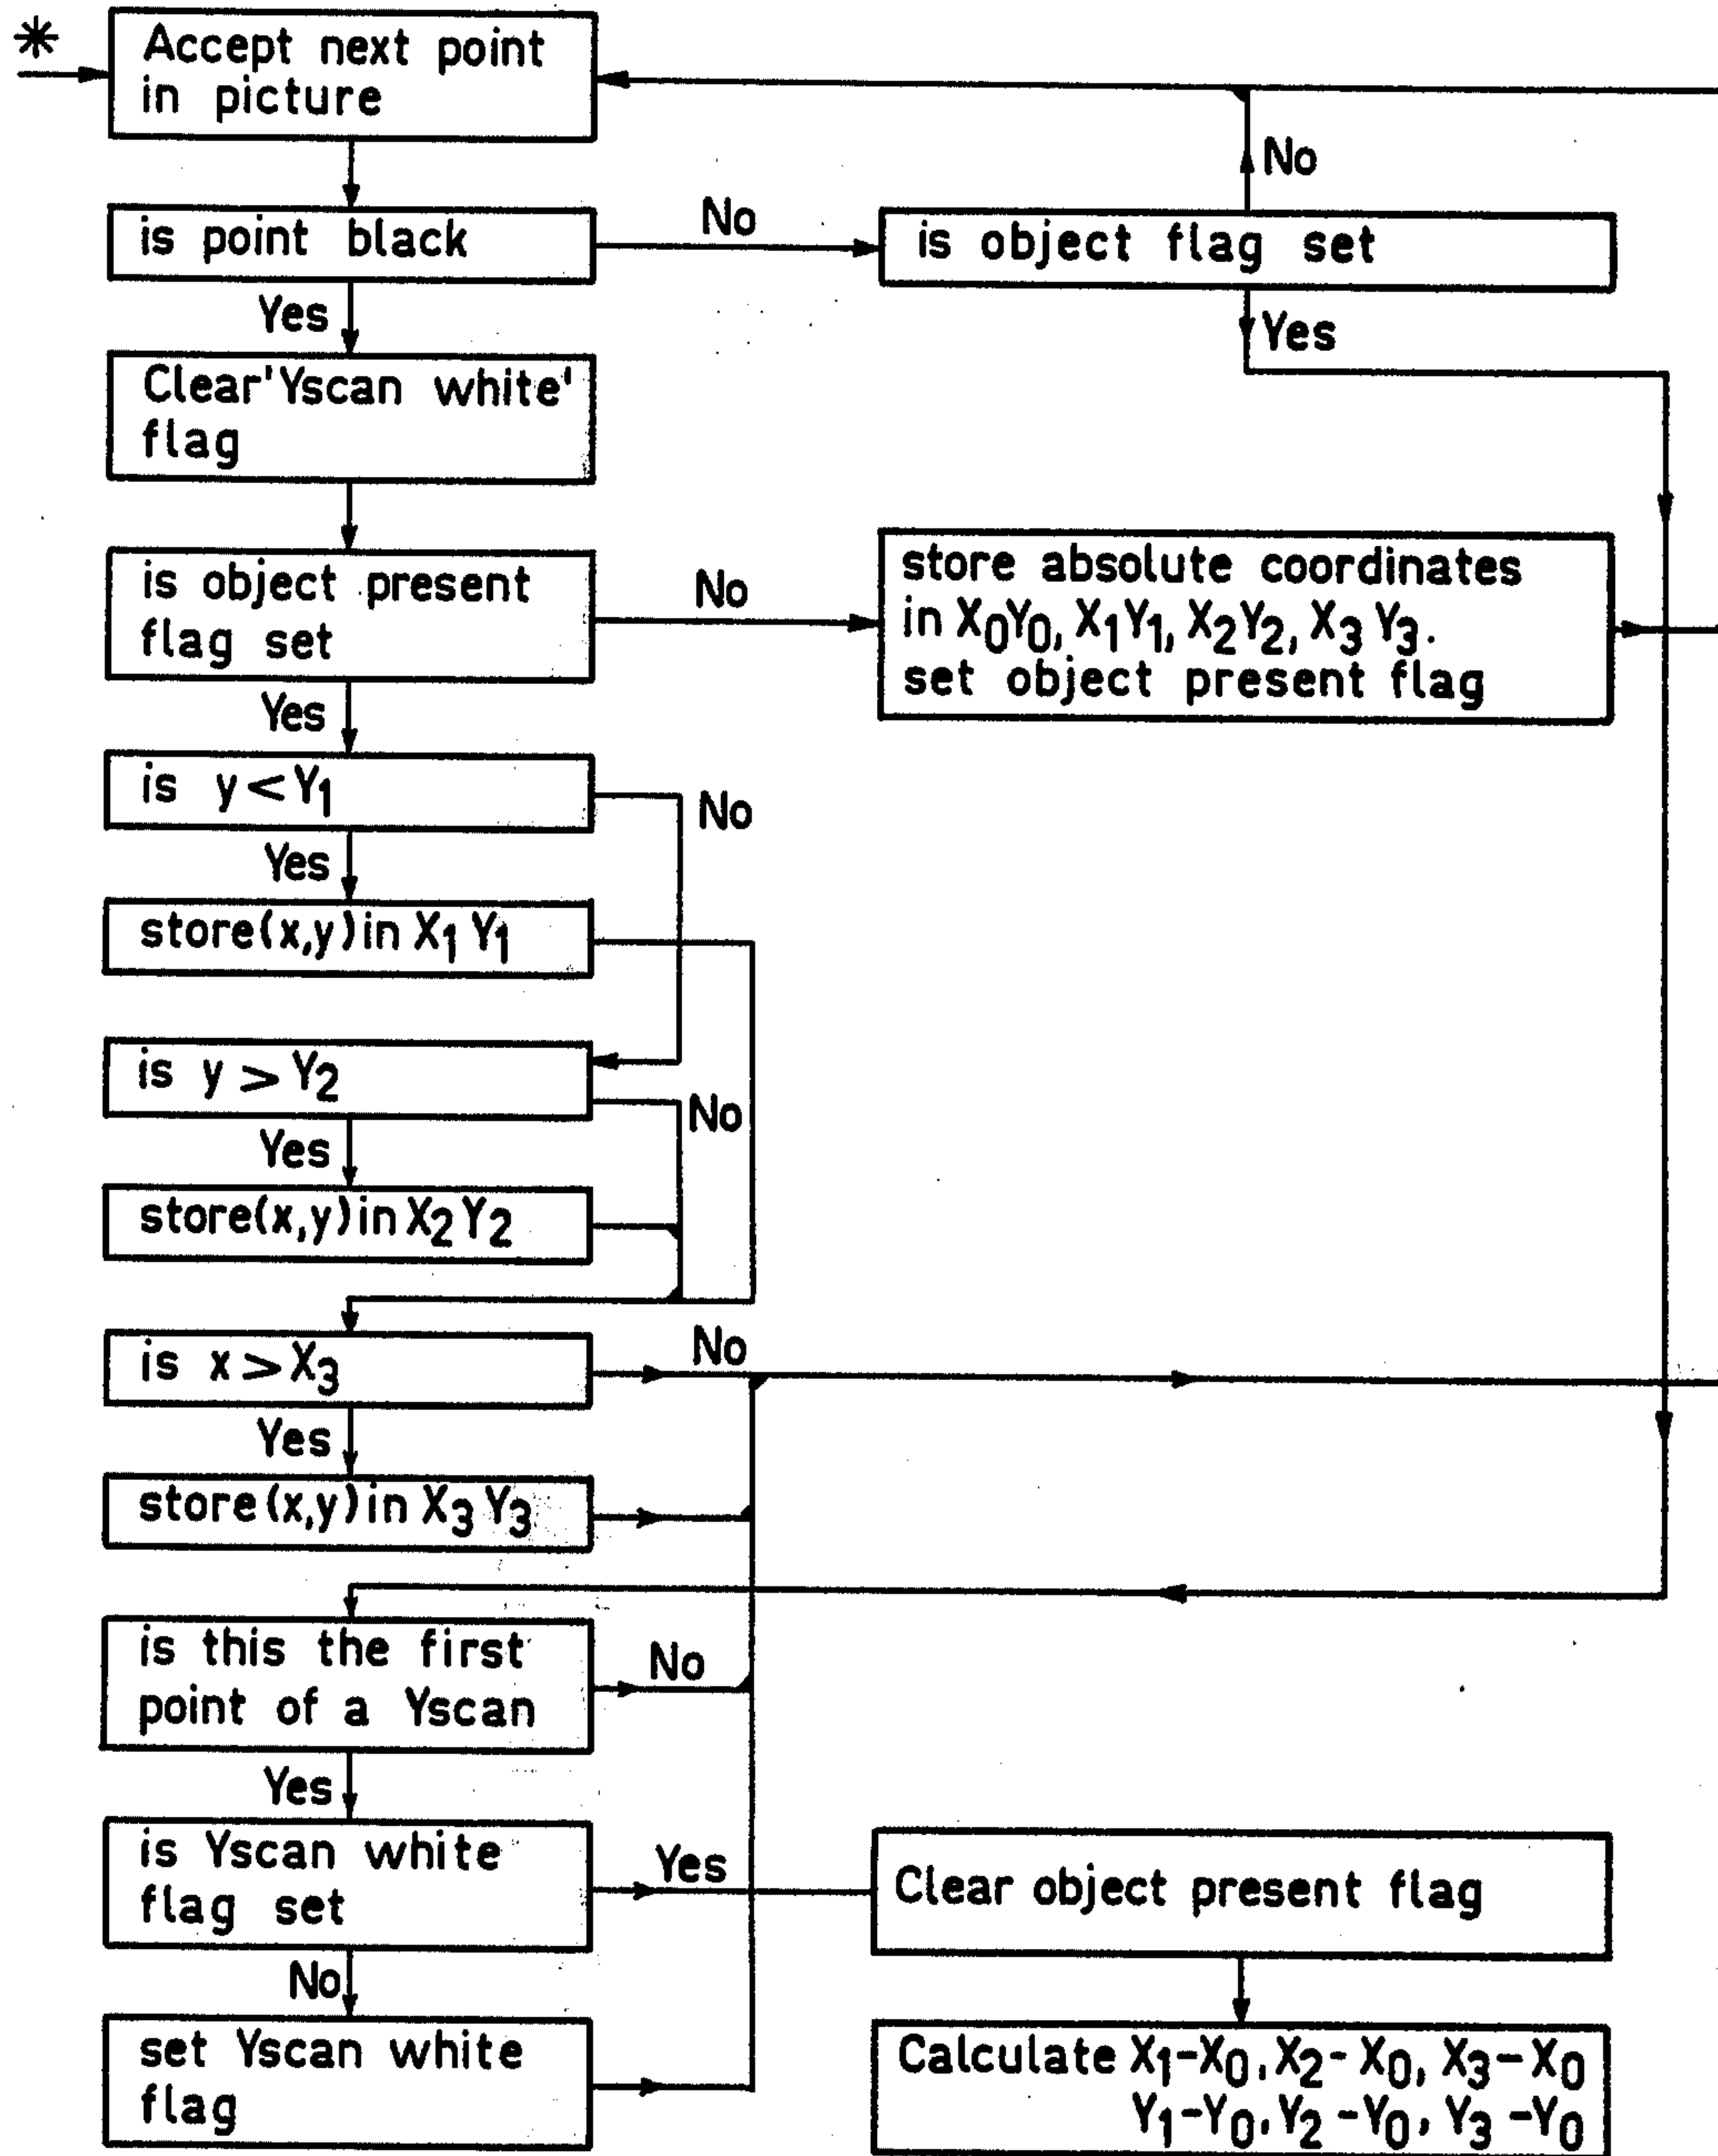 *
Accept next point
in picture
No
is point black
No
is object flag set
Yes
Yes
Clear 'Yscan white'
flag
is object present
flag set
No
store absolute coordinates
in X₀Y₀, X₁Y₁, X₂Y₂, X₃Y₃.
set object present flag
Yes
is y < Y₁
No
Yes
store (x,y) in X₁ Y₁
is y > Y₂
No
Yes
store (x,y) in X₂ Y₂
is x > X₃
No
Yes
store (x,y) in X₃ Y₃
is this the first
point of a Yscan
No
Yes
is Yscan white
flag set
Yes
Clear object present flag
No
set Yscan white
flag
Calculate X₁-X₀, X₂-X₀, X₃-X₀
Y₁-Y₀, Y₂-Y₀, Y₃-Y₀